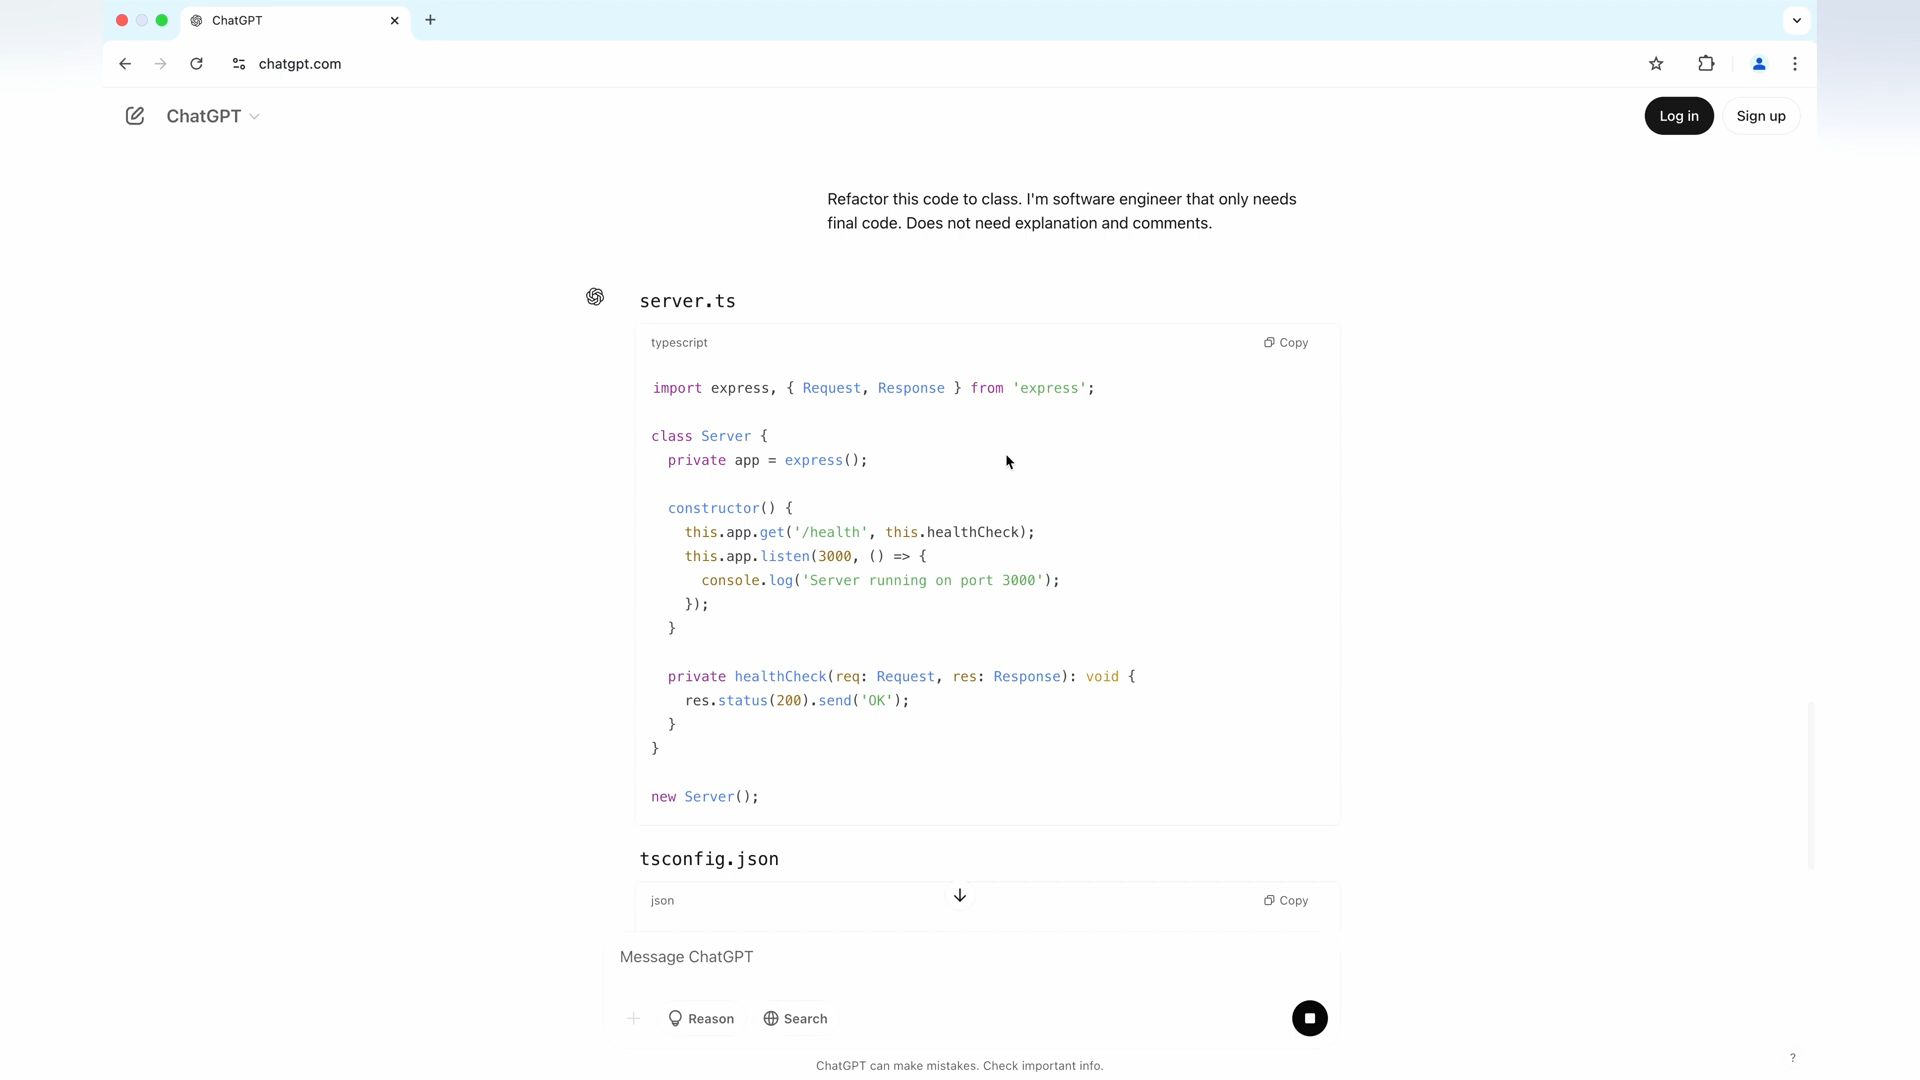 ChatGPT
chatgpt.com
ChatGPT
Log in
Sign up
Refactor this code to class. I'm software engineer that only needs
final code. Does not need explanation and comments.
server.ts
typescript
Copy
import express, { Request, Response } from 'express';
class Server {
private app = express();
constructor() {
this.app.get('/health', this.healthCheck);
this.app.listen(3000, () => {
console.log('Server running on port 3000');
});
}
private healthCheck(req: Request, res: Response): void {
res.status(200).send('OK');
}
}
new Server();
tsconfig.json
json
Copy
Message ChatGPT
Reason
Search
ChatGPT can make mistakes. Check important info.
?